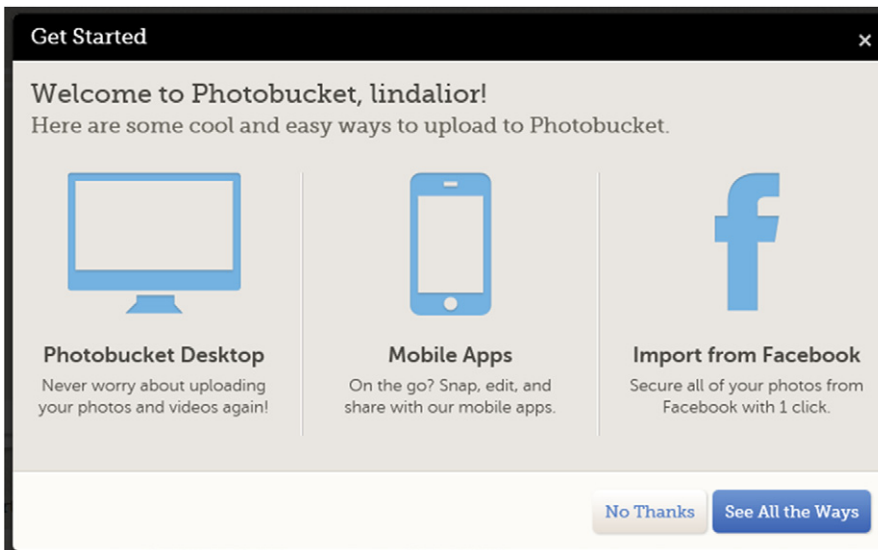 Get Started
×
Welcome to Photobucket, lindalior!
Here are some cool and easy ways to upload to Photobucket.
Photobucket Desktop
Never worry about uploading
your photos and videos again!
Mobile Apps
On the go? Snap, edit, and
share with our mobile apps.
Import from Facebook
Secure all of your photos from
Facebook with 1 click.
No Thanks
See All the Ways